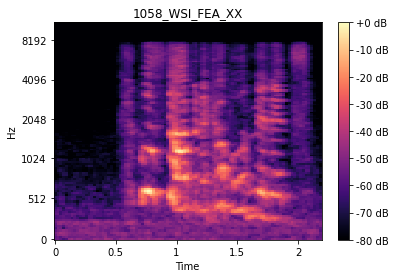 1058_WSI_FEA_XX
+0 dB
8192
-10 dB
4096
-20 dB
-30 dB
2048
Hz
-40 dB
1024
-50 dB
512
-60 dB
-70 dB
0
-80 dB
0 0.5 1 1.5 2
Time